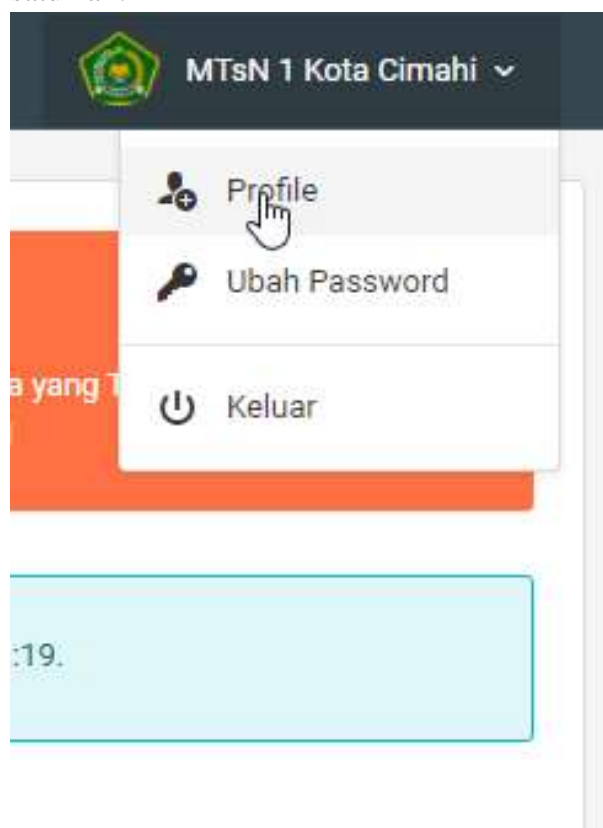 MTsN 1 Kota Cimahi
Profile
Ubah Password
a yang
Keluar
:19.